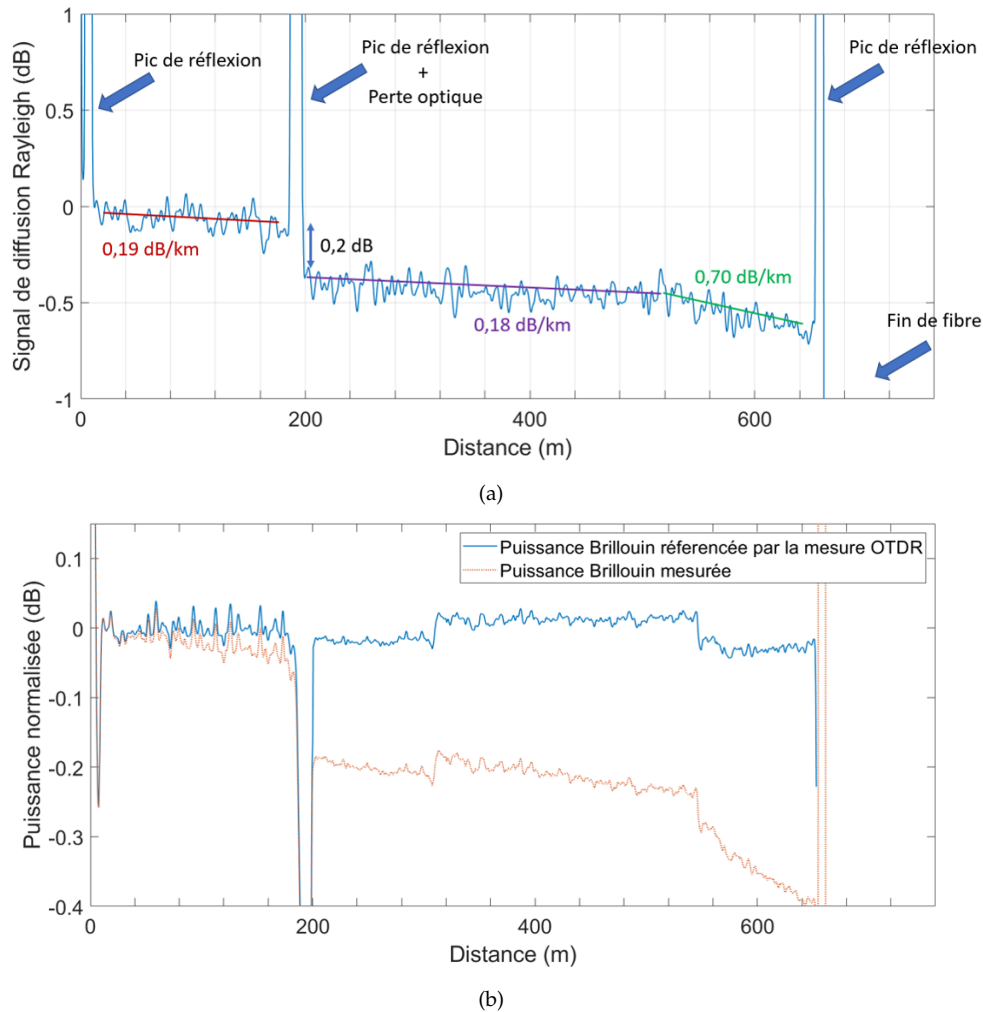 Signal de diffusion Rayleigh (dB)
1
0.5
0
-0.5
-1
Pic de réflexion
Pic de réflexion
+
Perte optique
Pic de réflexion
0,19 dB/km
0,2 dB
0,18 dB/km
0,70 dB/km
Fin de fibre
0
200
400
600
Distance (m)
(a)
Puissance normalisée (dB)
0.1
0
-0.1
-0.2
-0.3
-0.4
Puissance Brillouin réferencée par la mesure OTDR
Puissance Brillouin mesurée
0
200
400
600
Distance (m)
(b)